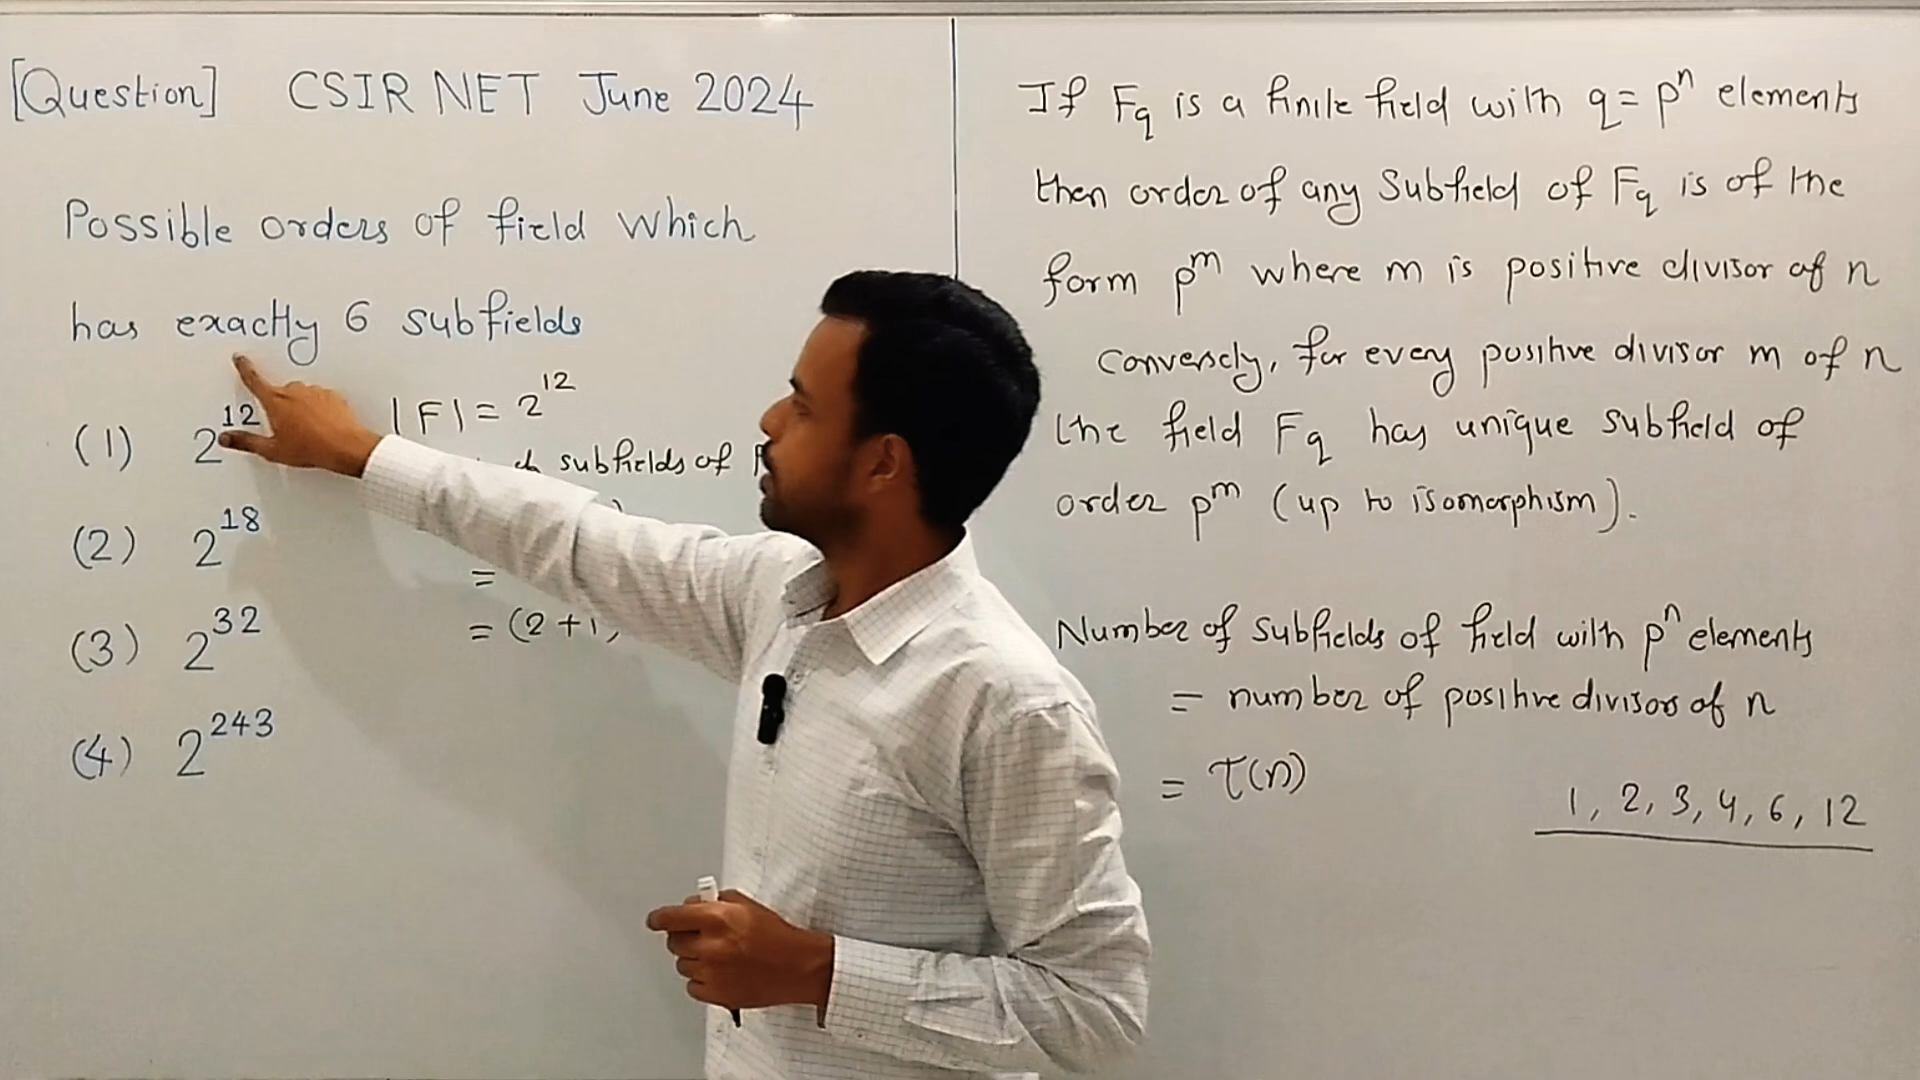 [Question] CSIR NET June 2024
Possible orders of field which
has exactly 6 subfields
(1) 2^12
|F| = 2^12
subfields of
(2) 2^18
=
(3) 2^32
= (2+1)
(4) 2^243
If Fq is a finite field with q = p^n elements
then order of any Subfield of Fq is of the
form p^m where m is positive divisor of n
Conversely, for every positive divisor m of n
the field Fq has unique subfield of
order p^m (up to isomorphism).
Number of subfields of field with p^n elements
= number of positive divisors of n
= τ(n)
1, 2, 3, 4, 6, 12